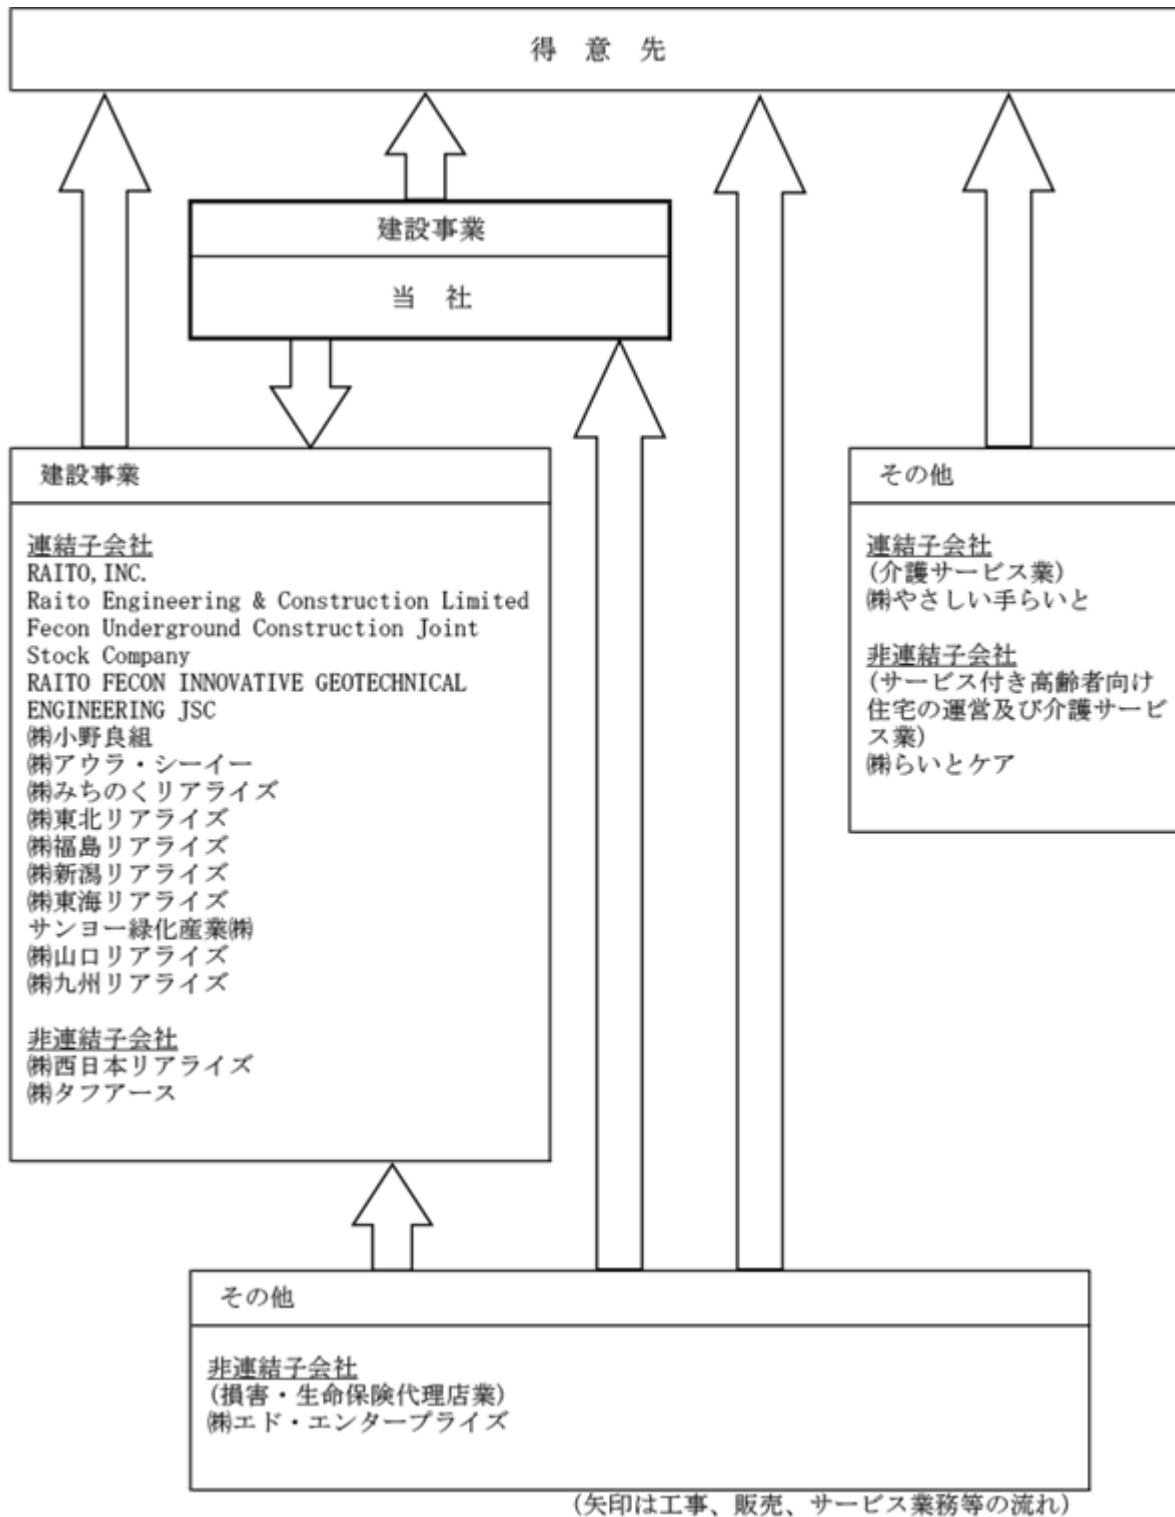 得 意 先
建設事業
当 社
建設事業
連結子会社
RAITO,INC.
Raito Engineering & Construction Limited
Fecon Underground Construction Joint
Stock Company
RAITO FECON INNOVATIVE GEOTECHNICAL
ENGINEERING JSC
㈱小野良組
㈱アウラ・シーイー
㈱みちのくリアライズ
㈱東北リアライズ
㈱福島リアライズ
㈱新潟リアライズ
㈱東海リアライズ
サンヨー緑化産業㈱
㈱山口リアライズ
㈱九州リアライズ
非連結子会社
㈱西日本リアライズ
㈱タフアース
その他
連結子会社
(介護サービス業)
㈱やさしい手らいと
非連結子会社
(サービス付き高齢者向け
住宅の運営及び介護サービ
ス業)
㈱らいとケア
その他
非連結子会社
(損害・生命保険代理店業)
㈱エド・エンタープライズ
(矢印は工事、販売、サービス業務等の流れ)